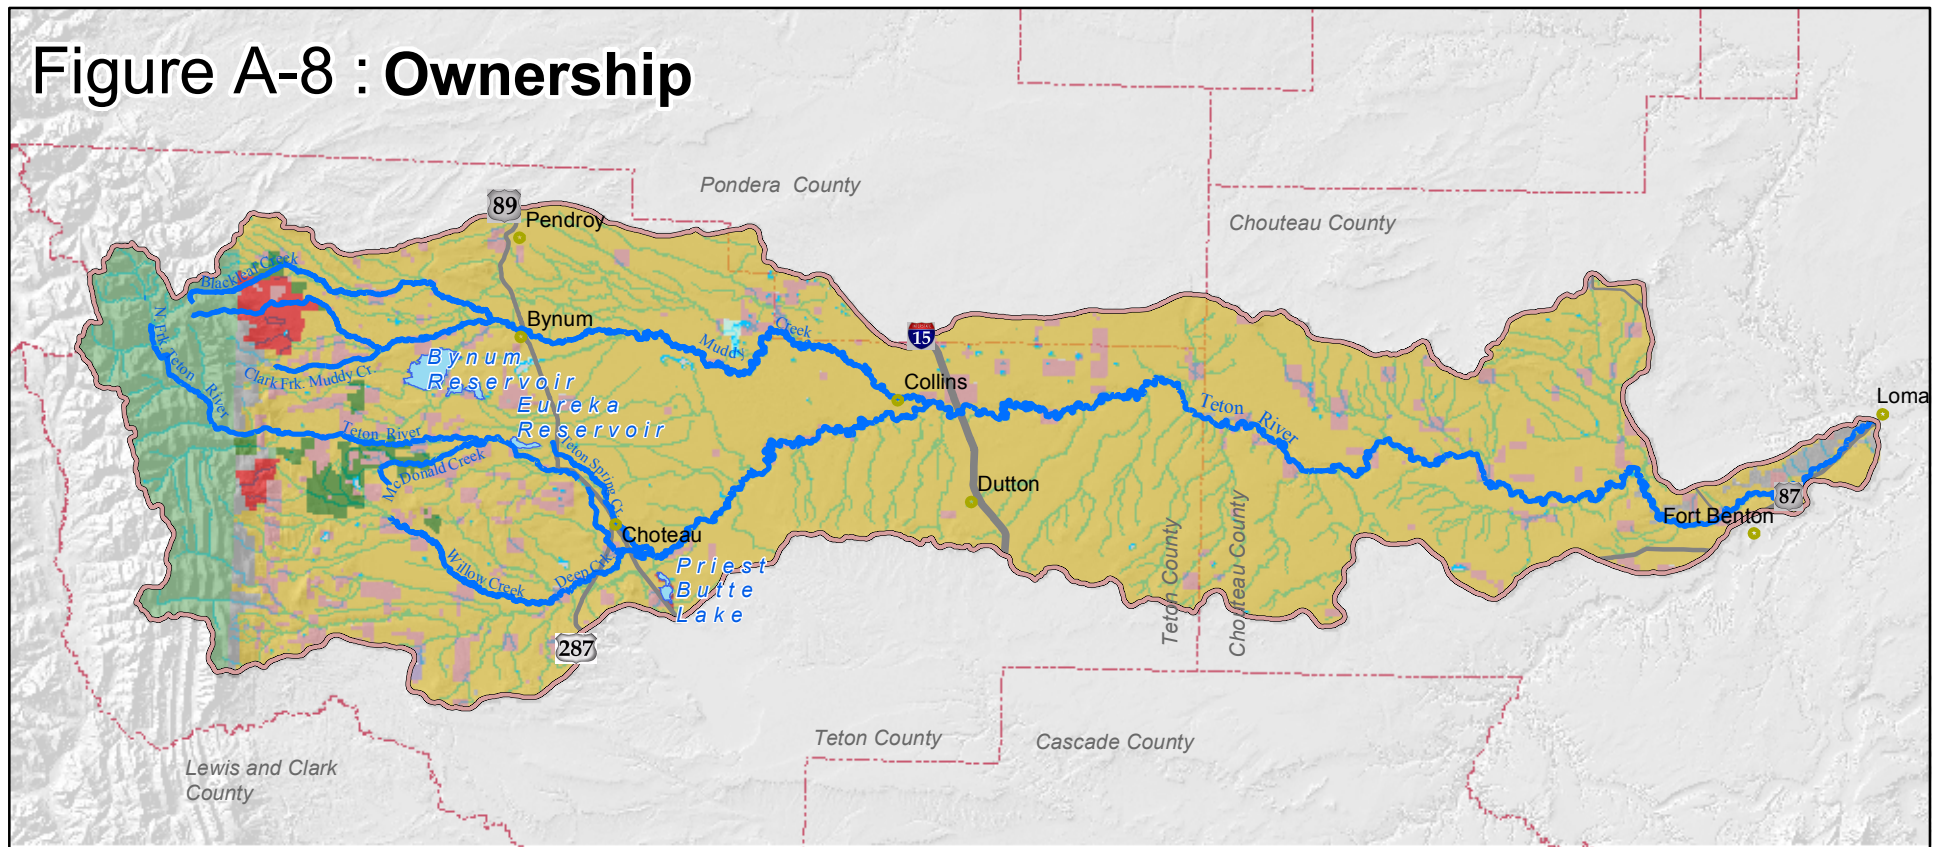 Figure A-8 : Ownership
Pondera County
Chouteau County
89
Pendroy
Blackleaf Creek
N. Frk. Teton River
Bynum
Muddy Creek
15
Bynum
Reservoir
Clark Frk. Muddy Cr.
Collins
Eureka
Reservoir
Loma
Teton River
Teton River
McDonald Creek
Teton Spring Cr.
Dutton
87
Fort Benton
Choteau
Teton County
Chouteau County
Willow Creek
Deep Crk.
Priest
Butte
Lake
287
Teton County
Cascade County
Lewis and Clark
County